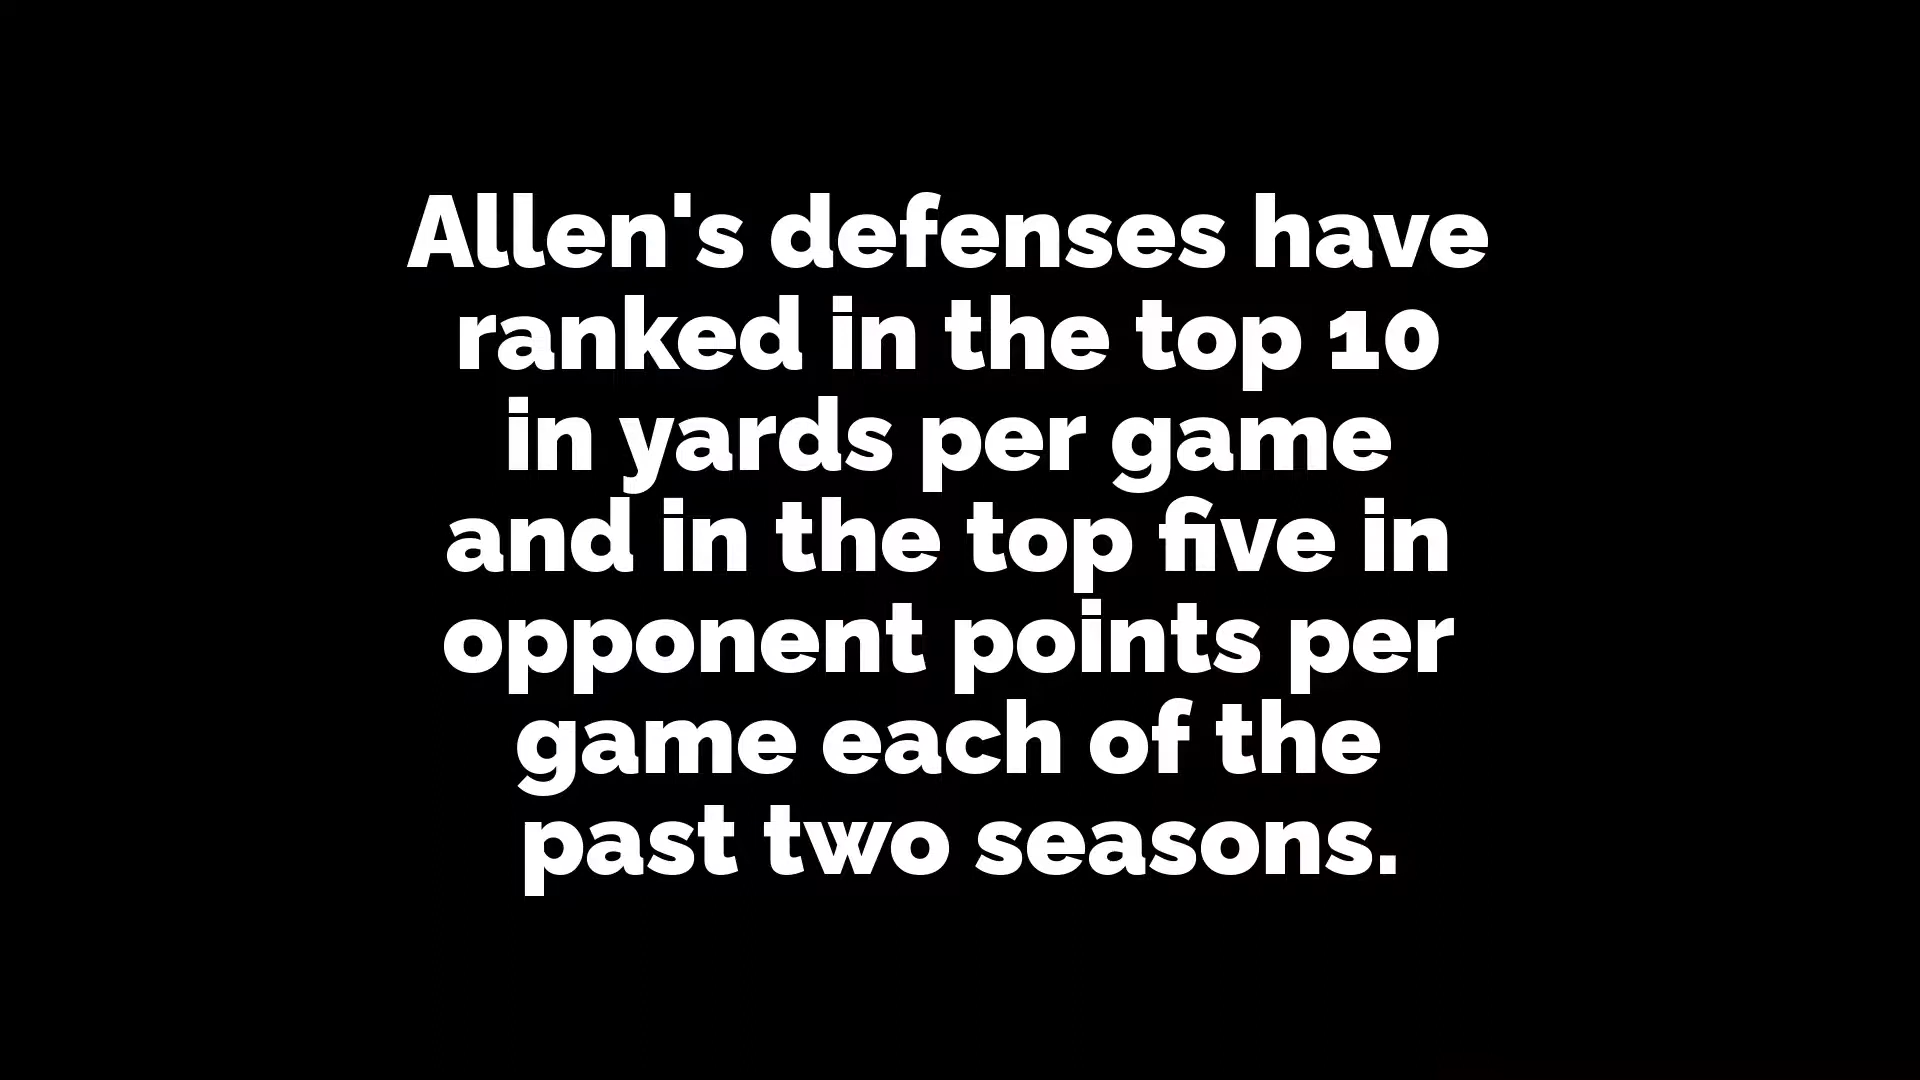 Allen's defenses have
ranked in the top 10
in yards per game
and in the top five in
opponent points per
game each of the
past two seasons.